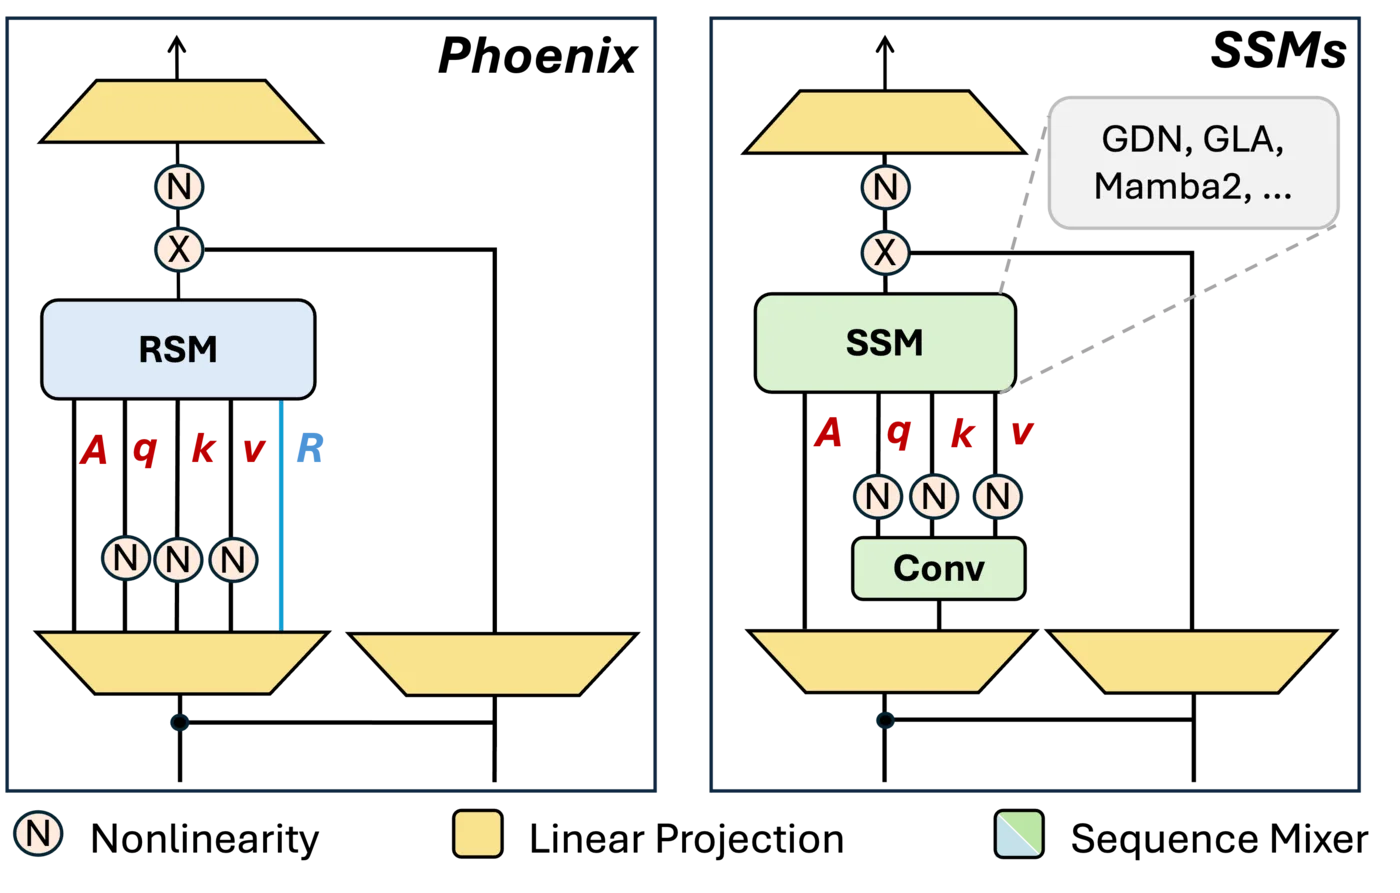 Phoenix
N
X
RSM
A q k v R
N N N
SSMs
GDN, GLA,
Mamba2, ...
N
X
SSM
A q k v
N N N
Conv
N Nonlinearity
Linear Projection
Sequence Mixer